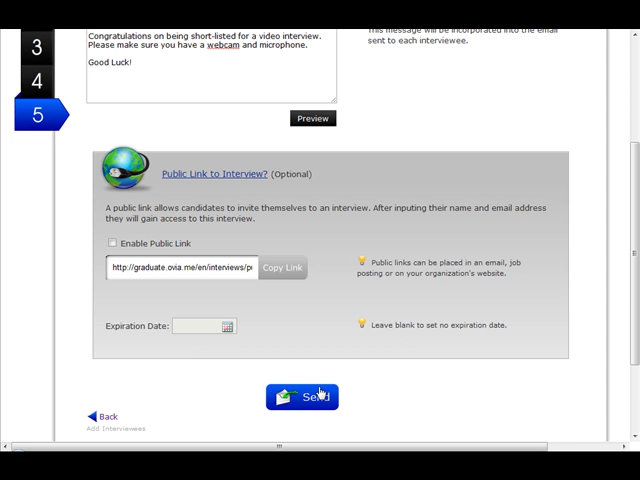 3
4
5
Congratulations on being short-listed for a video interview.
Please make sure you have a webcam and microphone.
Good Luck!
This message will be incorporated into the email
sent to each interviewee.
Preview
Public Link to Interview? (Optional)
A public link allows candidates to invite themselves to an interview. After inputing their name and email address
they will gain access to this interview.
Enable Public Link
http://graduate.ovia.me/en/interviews/p
Copy Link
Public links can be placed in an email, job
posting or on your organization's website.
Expiration Date:
Leave blank to set no expiration date.
Send
Back
Add Interviewees